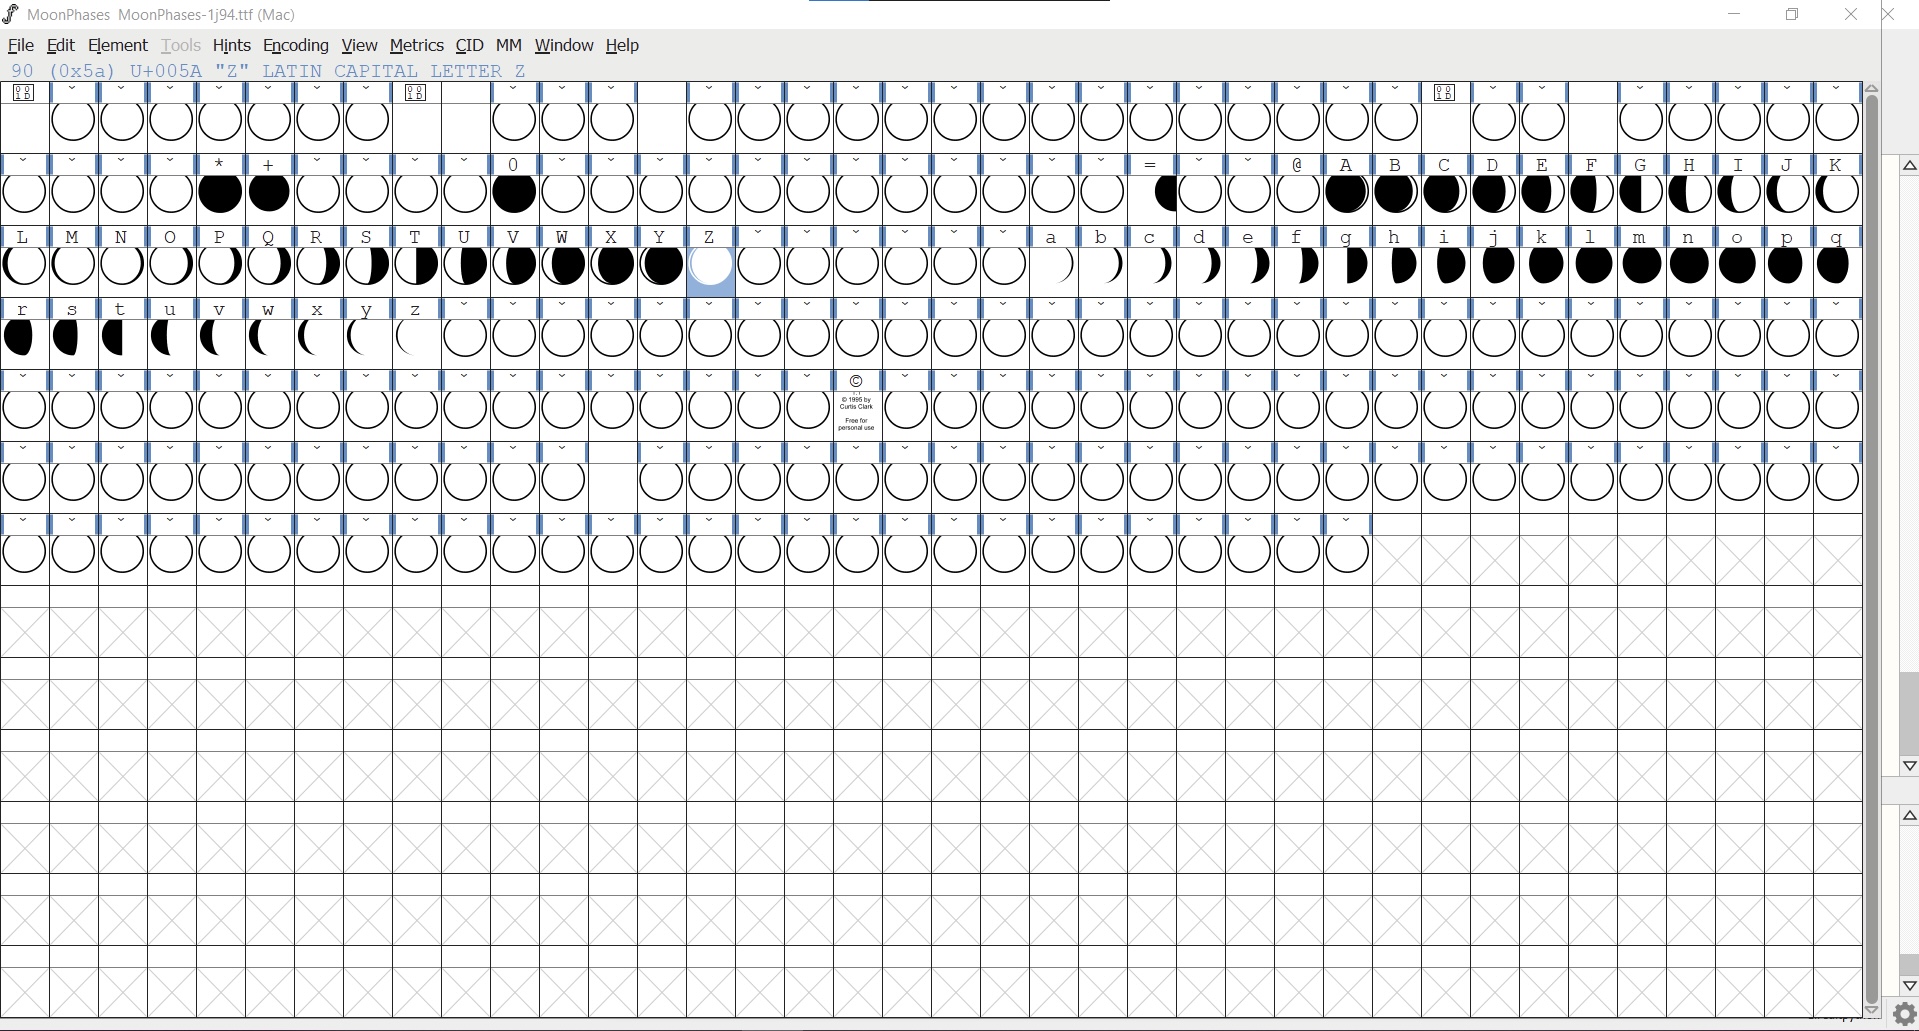 MoonPhases MoonPhases-1j94.ttf (Mac)
File Edit Element Tools Hints Encoding View Metrics CID MM Window Help
90 (0x5a) U+005A "Z" LATIN CAPITAL LETTER Z
* + 0 = @ A B C D E F G H I J K
L M N O P Q R S T U V W X Y Z a b c d e f g h i j k l m n o p q
r s t u v w x y z
©
© 1995 by
Curtis Clark
Free for
personal use